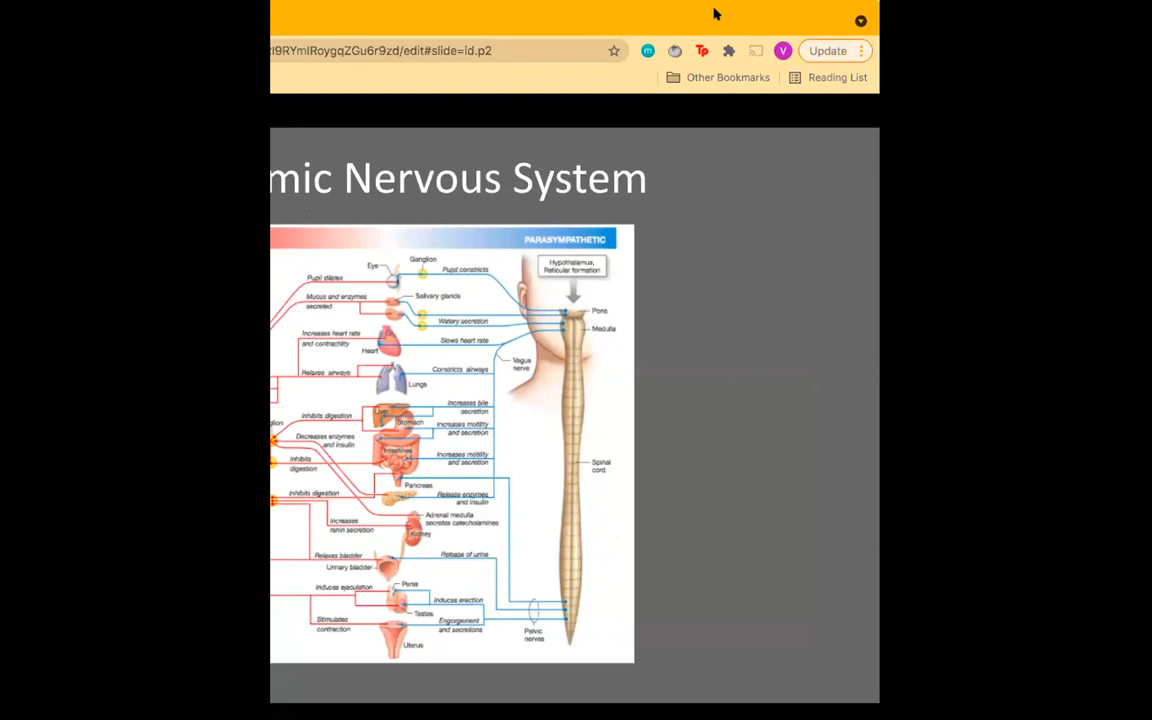 I9RYmIRoygqZGu6r9zd/edit#slide=id.p2
m
Tp
V
Update
Other Bookmarks
Reading List
mic Nervous System
PARASYMPATHETIC
Hypothalamus,
Reticular formation
Eye
Ganglion
Pupil dilates
Pupil constricts
Mucus and enzymes
secreted
Salivary glands
Watery secretion
Pons
Medulla
Increases heart rate
and contractility
Heart
Slows heart rate
Vagus
nerve
Relaxes airways
Constricts airways
Lungs
Inhibits digestion
Liver
Stomach
Increases bile
secretion
glion
Decreases enzymes
and insulin
Increases motility
and secretion
Inhibits
digestion
Intestines
Increases motility
and secretion
Spinal
cord
Pancreas
Inhibits digestion
Release enzymes
and insulin
Increases
renin secretion
Adrenal medulla
secretes catecholamines
Kidney
Relaxes bladder
Urinary bladder
Release of urine
Induces ejaculation
Penis
Testes
Induces erection
Stimulates
contraction
Engorgement
and secretions
Pelvic
nerves
Uterus